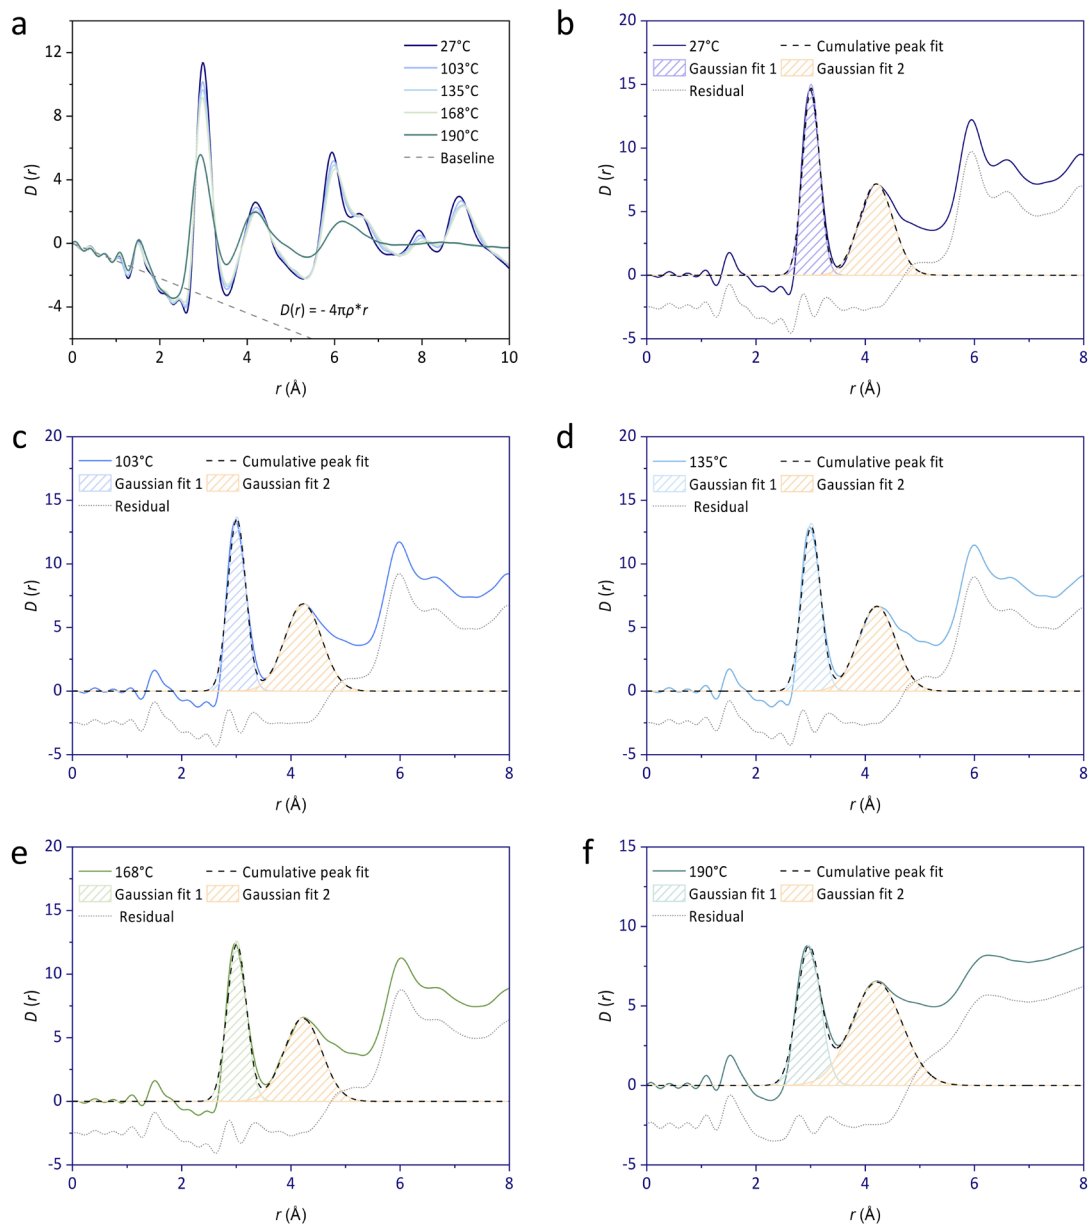 a
12
8
4
0
-4
0 2 4 6 8 10
D (r)
r (Å)
27°C
103°C
135°C
168°C
190°C
Baseline
D(r) = - 4πρ*r
b
20
15
10
5
0
-5
0 2 4 6 8
D (r)
r (Å)
27°C Cumulative peak fit
Gaussian fit 1 Gaussian fit 2
Residual
c
20
15
10
5
0
-5
0 2 4 6 8
D (r)
r (Å)
103°C Cumulative peak fit
Gaussian fit 1 Gaussian fit 2
Residual
d
20
15
10
5
0
-5
0 2 4 6 8
D (r)
r (Å)
135°C Cumulative peak fit
Gaussian fit 1 Gaussian fit 2
Residual
e
20
15
10
5
0
-5
0 2 4 6 8
D (r)
r (Å)
168°C Cumulative peak fit
Gaussian fit 1 Gaussian fit 2
Residual
f
15
10
5
0
-5
0 2 4 6 8
D (r)
r (Å)
190°C Cumulative peak fit
Gaussian fit 1 Gaussian fit 2
Residual